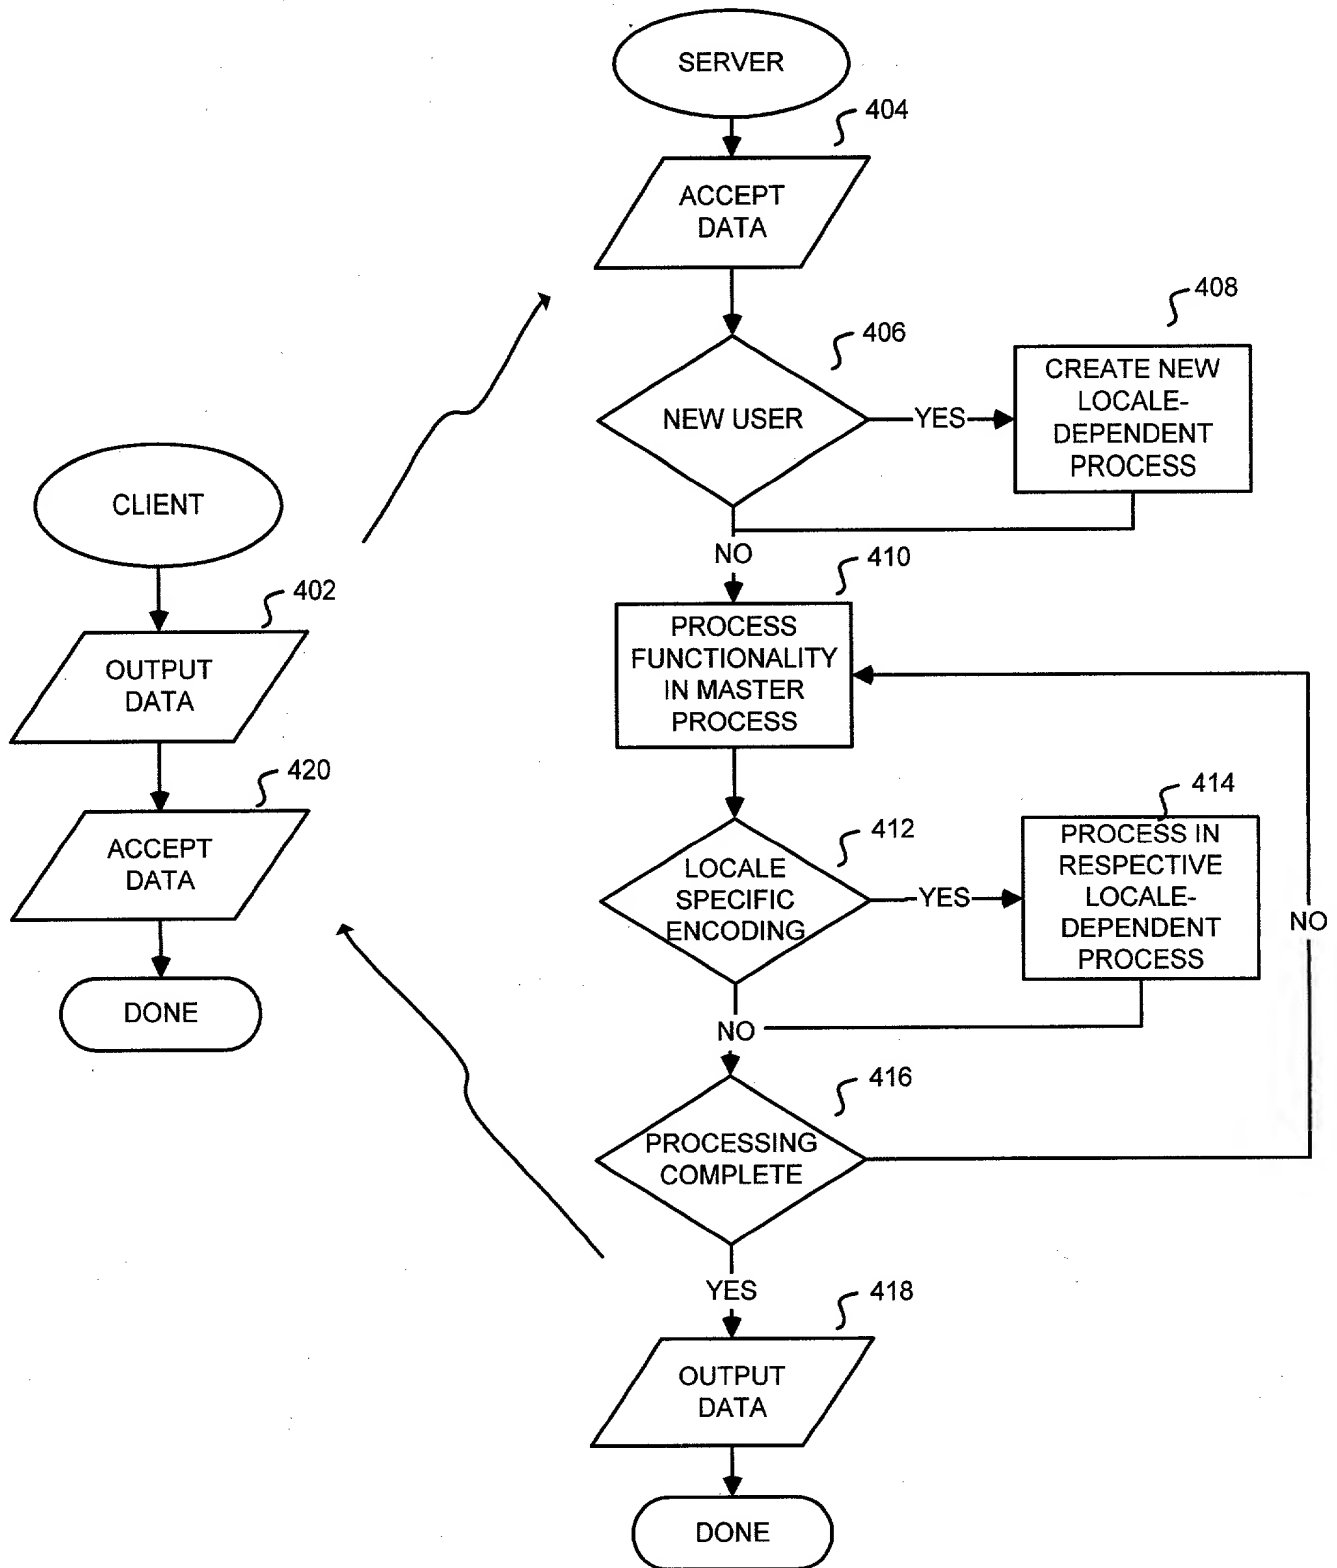 SERVER
404
ACCEPT
DATA
408
406
NEW USER
YES
CREATE NEW
LOCALE-
DEPENDENT
PROCESS
CLIENT
NO
410
402
OUTPUT
DATA
PROCESS
FUNCTIONALITY
IN MASTER
PROCESS
420
ACCEPT
DATA
414
412
LOCALE
SPECIFIC
ENCODING
YES
PROCESS IN
RESPECTIVE
LOCALE-
DEPENDENT
PROCESS
NO
DONE
NO
416
PROCESSING
COMPLETE
YES
418
OUTPUT
DATA
DONE